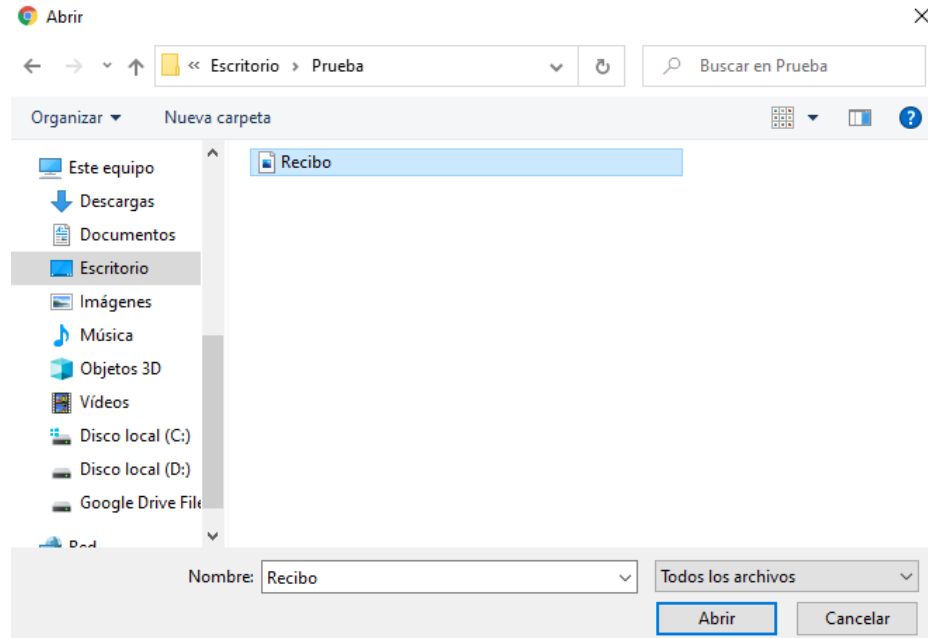 Abrir
« Escritorio › Prueba
Buscar en Prueba
Organizar
Nueva carpeta
Este equipo
Recibo
Descargas
Documentos
Escritorio
Imágenes
Música
Objetos 3D
Vídeos
Disco local (C:)
Disco local (D:)
Google Drive File
Red
Nombre: Recibo
Todos los archivos
Abrir
Cancelar